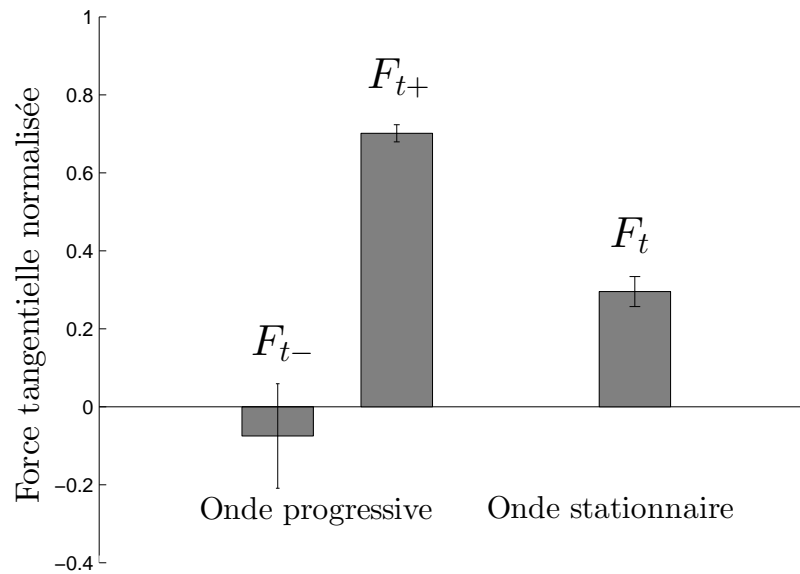 Force tangentielle normalisée
1
0.8
0.6
0.4
0.2
0
−0.2
−0.4
F_{t−}
F_{t+}
F_t
Onde progressive
Onde stationnaire